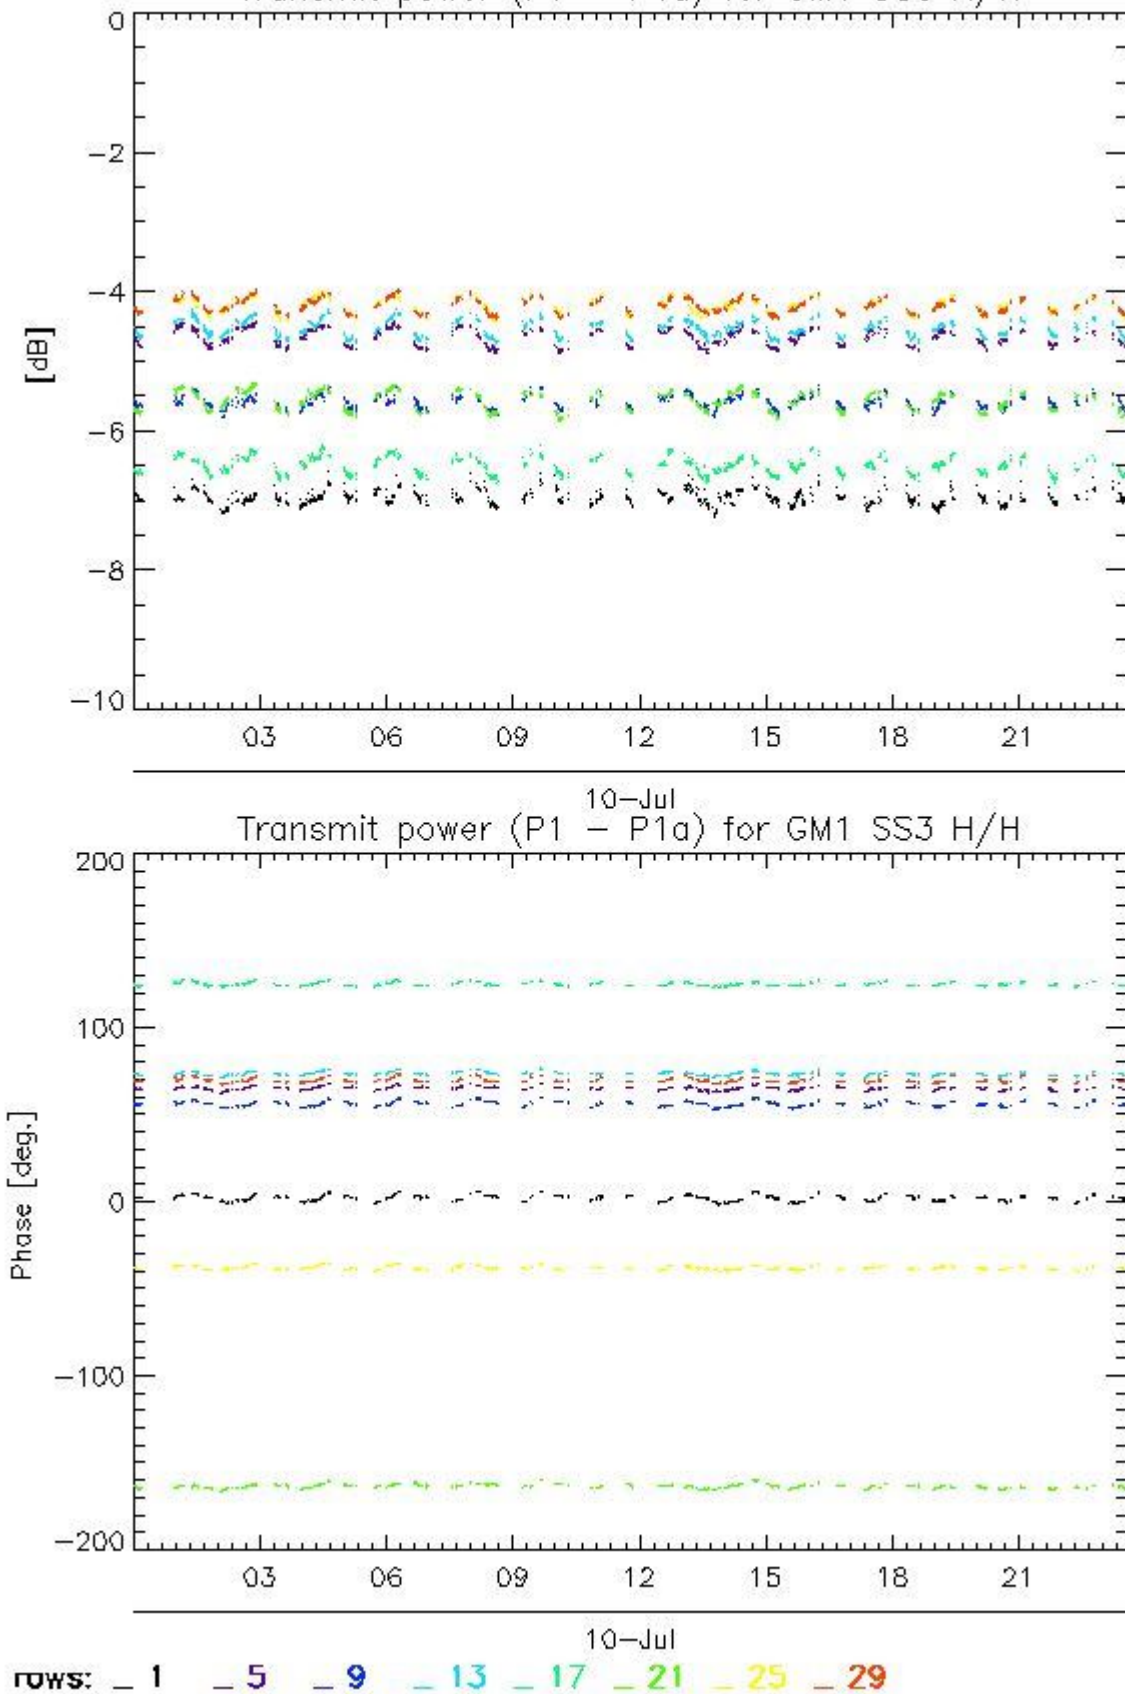 0
−2
−4
[dB]
−6
−8
−10
03 06 09 12 15 18 21
10−Jul
Transmit power (P1 − P1a) for GM1 SS3 H/H
200
100
Phase [deg.]
0
−100
−200
03 06 09 12 15 18 21
10−Jul
rows: _ 1 _ 5 _ 9 _ 13 _ 17 _ 21 _ 25 _ 29